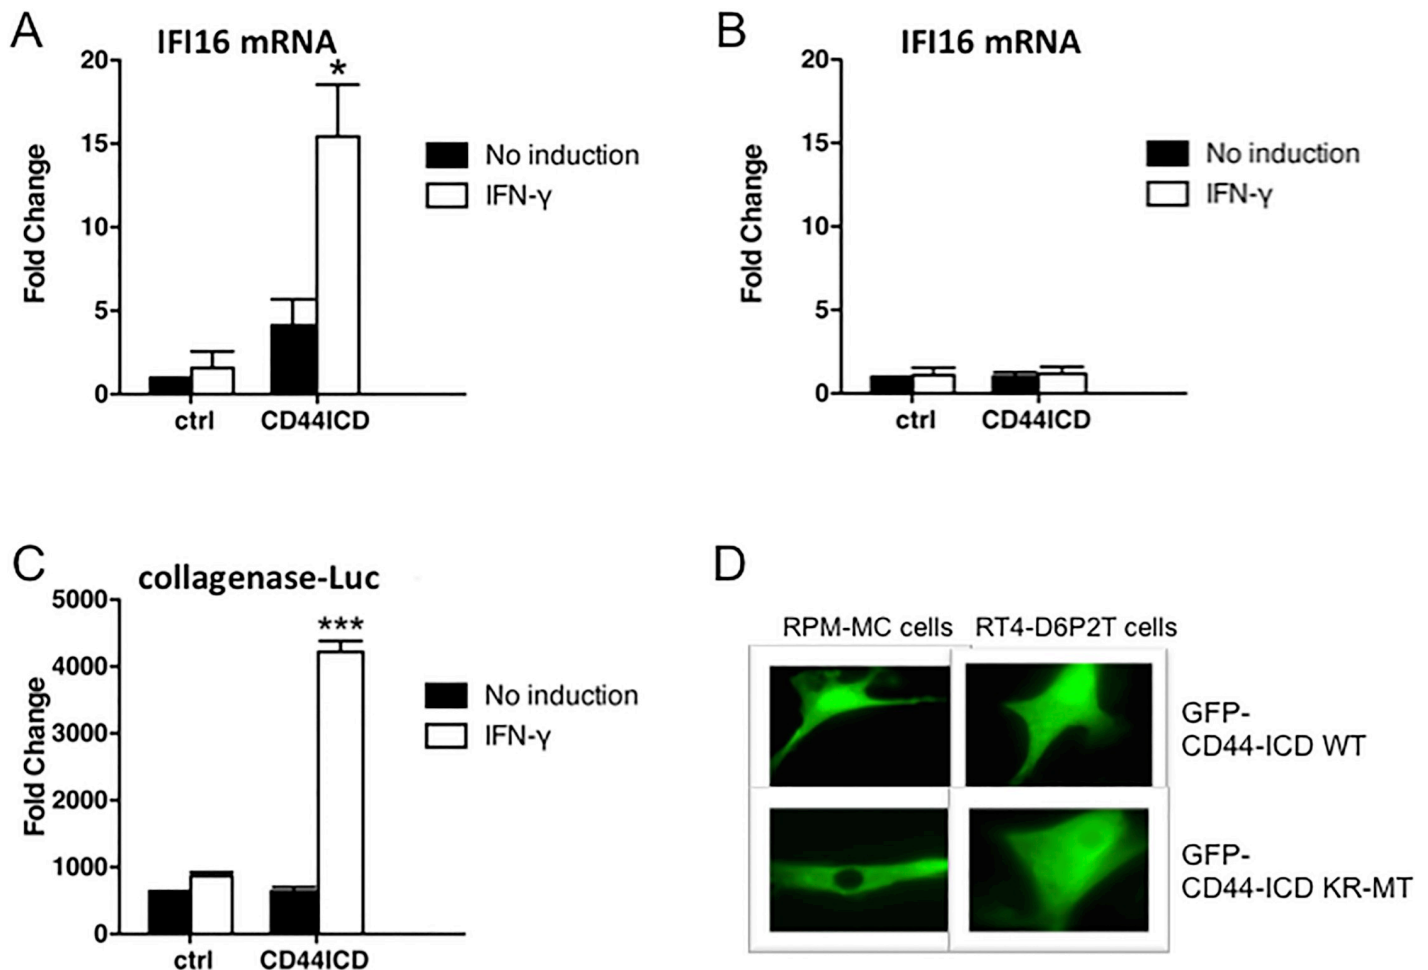 A
IFI16 mRNA
20
15
10
5
0
Fold Change
*
No induction
IFN-γ
ctrl
CD44ICD
B
IFI16 mRNA
20
15
10
5
0
Fold Change
No induction
IFN-γ
ctrl
CD44ICD
C
collagenase-Luc
5000
4000
3000
2000
1000
0
Fold Change
***
No induction
IFN-γ
ctrl
CD44ICD
D
RPM-MC cells
RT4-D6P2T cells
GFP-
CD44-ICD WT
GFP-
CD44-ICD KR-MT